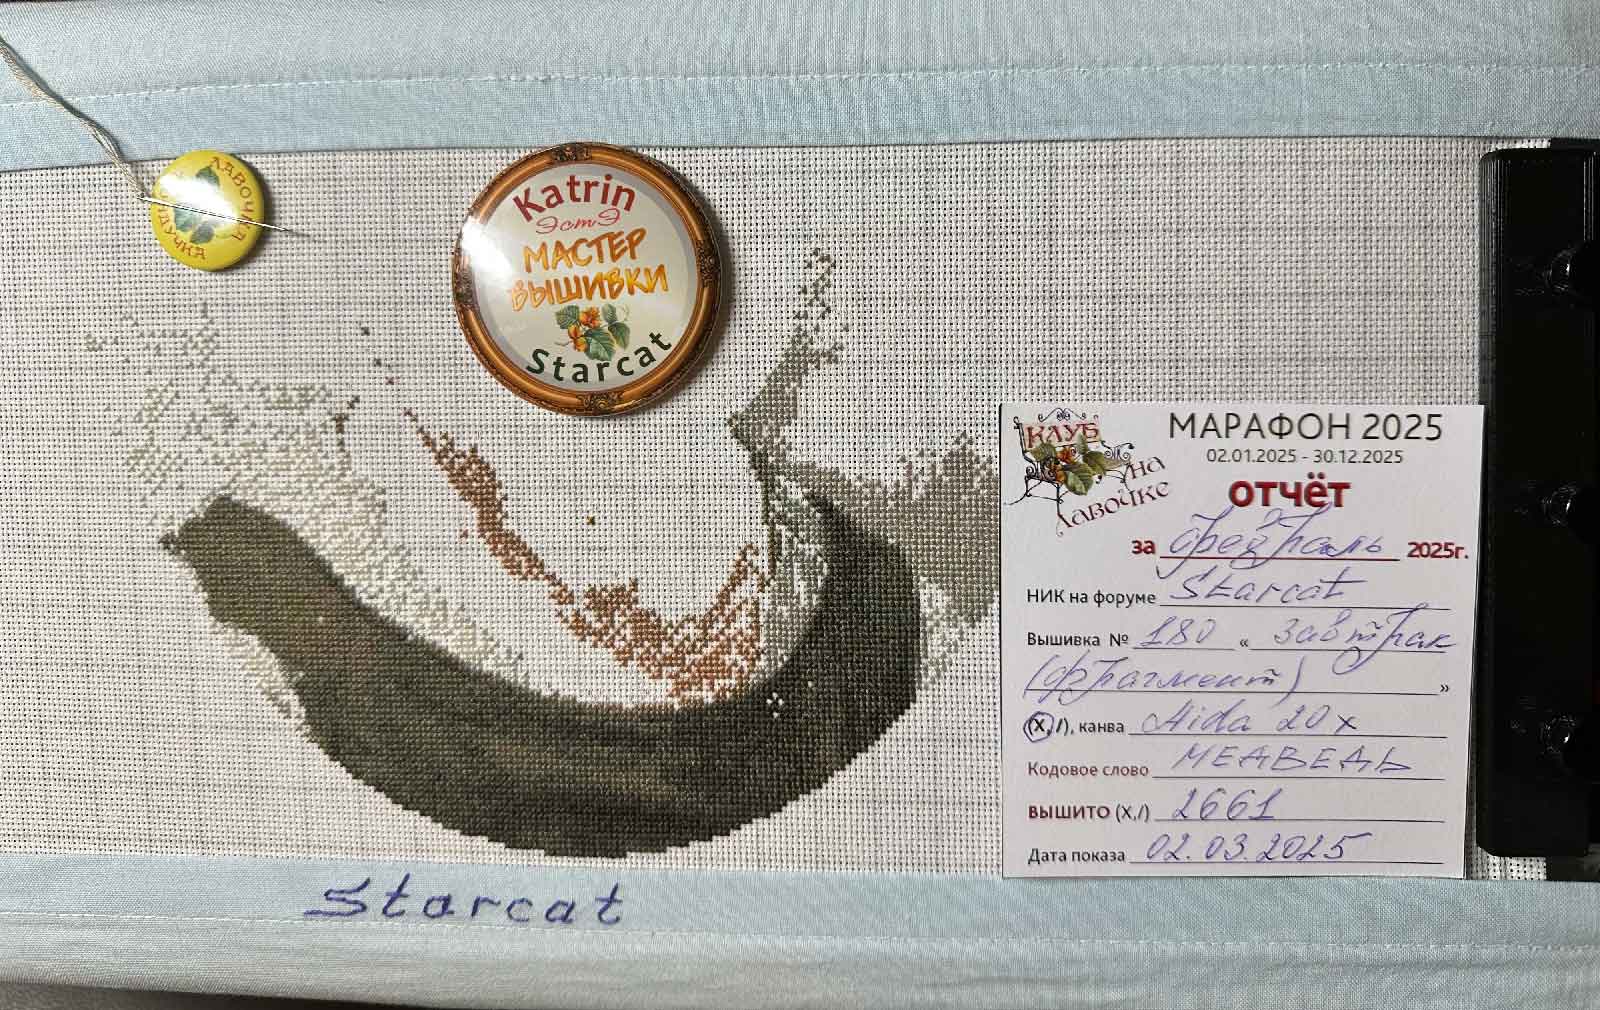 ЛАВОЧНАЯ
Katrin
ЭстЭ
МАСТЕР
ВЫШИВКИ
Starcat
КЛУБ
на
лавочке
МАРАФОН 2025
02.01.2025 - 30.12.2025
отчёт
за февраль 2025г.
НИК на форуме Starcat
Вышивка № 180 « Завтрак
(фрагмент) »
(X,/), канва Aida 20 х
Кодовое слово МЕДВЕДЬ
ВЫШИТО (X,/) 2661
Дата показа 02.03.2025
Starcat